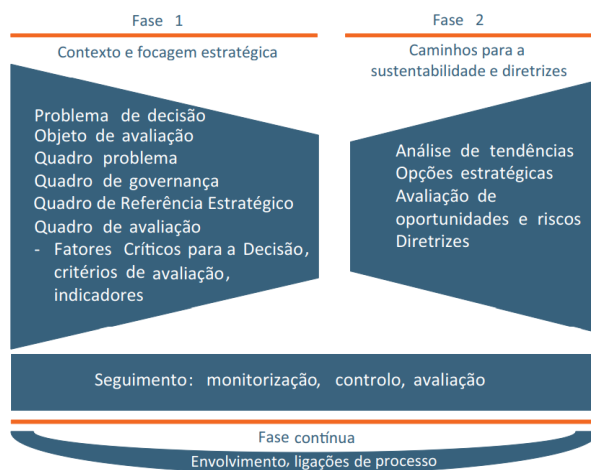 Fase 1
Contexto e focagem estratégica
Problema de decisão
Objeto de avaliação
Quadro problema
Quadro de governança
Quadro de Referência Estratégico
Quadro de avaliação
- Fatores Críticos para a Decisão,
critérios de avaliação,
indicadores
Fase 2
Caminhos para a
sustentabilidade e diretrizes
Análise de tendências
Opções estratégicas
Avaliação de
oportunidades e riscos
Diretrizes
Seguimento: monitorização, controlo, avaliação
Fase contínua
Envolvimento, ligações de processo